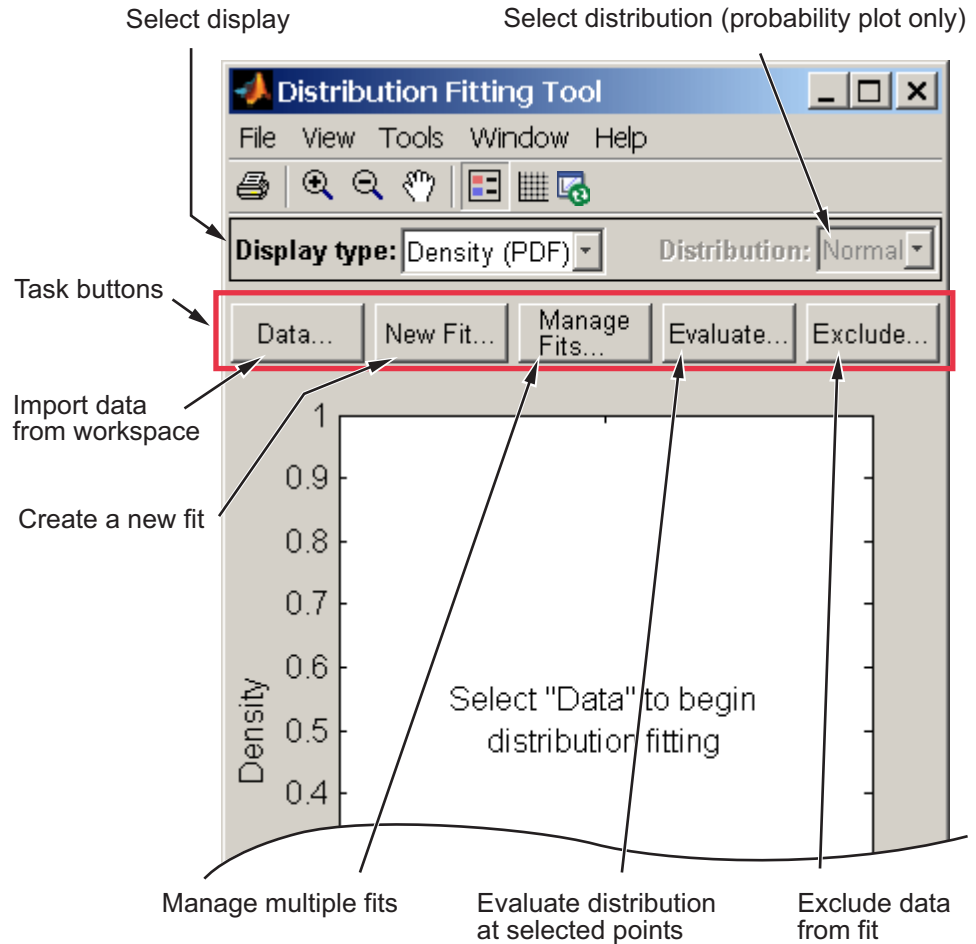 Select display
Select distribution (probability plot only)
Distribution Fitting Tool
File View Tools Window Help
Display type: Density (PDF) Distribution: Normal
Task buttons
Data... New Fit... Manage Fits... Evaluate... Exclude...
Import data
from workspace
Create a new fit
1
0.9
0.8
0.7
0.6
0.5
0.4
Density
Select "Data" to begin
distribution fitting
Manage multiple fits
Evaluate distribution
at selected points
Exclude data
from fit